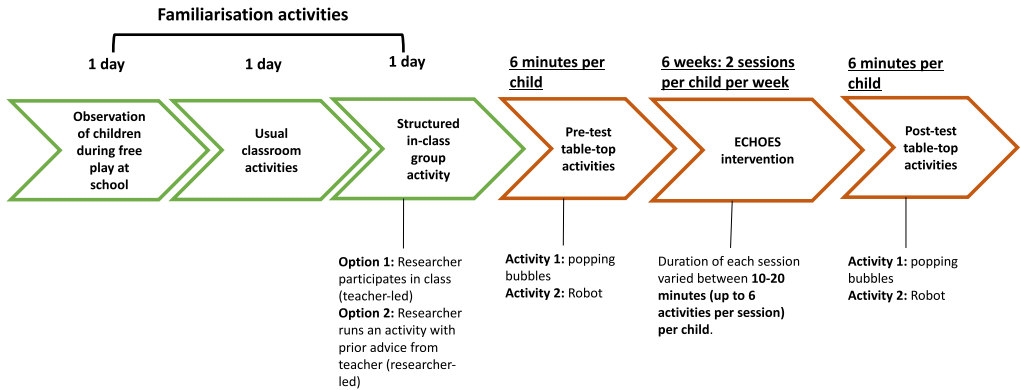 Familiarisation activities
1 day
1 day
1 day
6 minutes per
child
6 weeks: 2 sessions
per child per week
6 minutes per
child
Observation
of children
during free
play at
school
Usual
classroom
activities
Structured
in-class
group
activity
Pre-test
table-top
activities
ECHOES
intervention
Post-test
table-top
activities
Option 1: Researcher
participates in class
(teacher-led)
Option 2: Researcher
runs an activity with
prior advice from
teacher (researcher-
led)
Activity 1: popping
bubbles
Activity 2: Robot
Duration of each session
varied between 10-20
minutes (up to 6
activities per session)
per child.
Activity 1: popping
bubbles
Activity 2: Robot